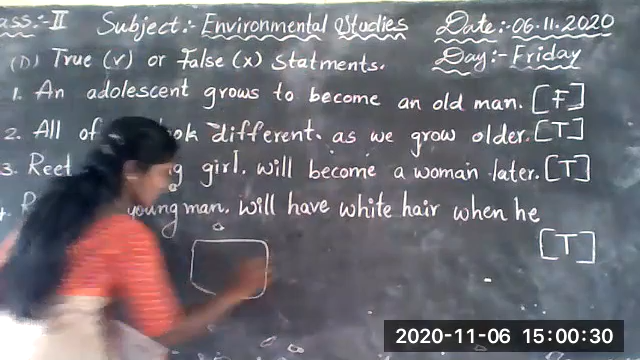 ass:- II Subject:- Environmental Studies Date:- 06.11.2020
(D) True (v) or False (x) Statments. Day:- Friday
1. An adolescent grows to become an old man. [F]
2. All of look different. as we grow older. [T]
3. Reet g girl, will become a woman later. [T]
. R young man, will have white hair when he
[T]
2020-11-06 15:00:30